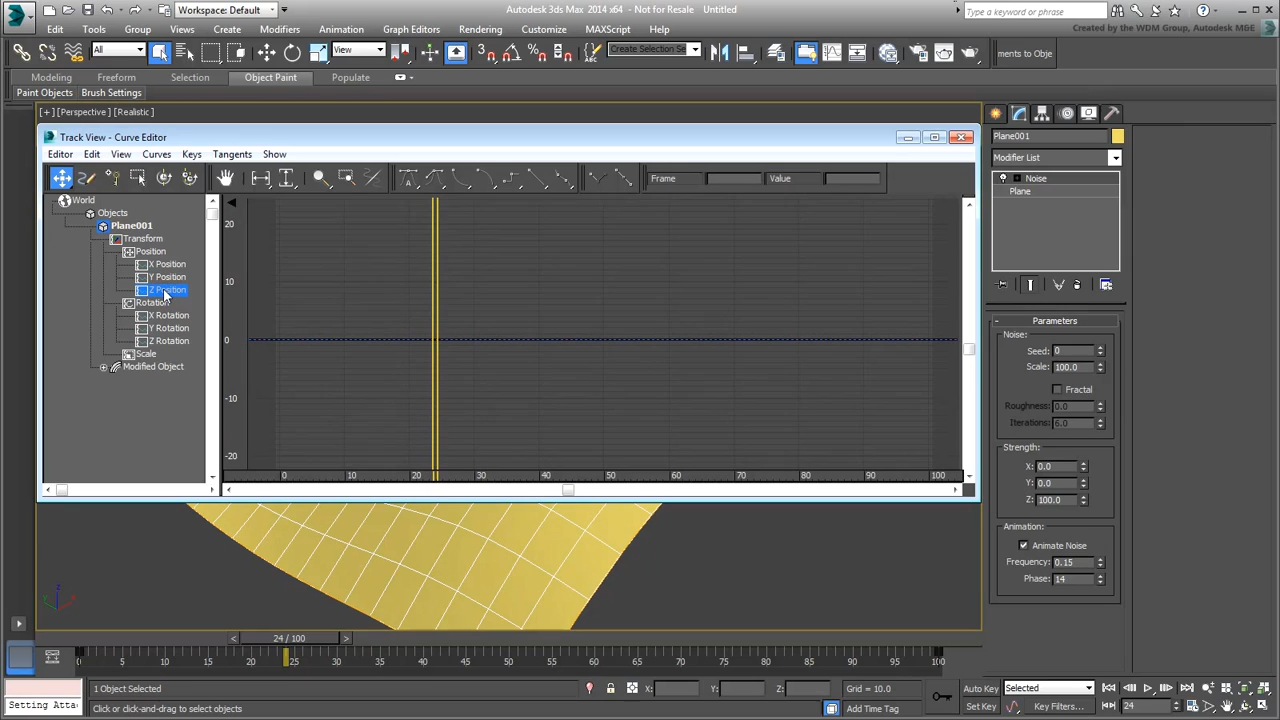 Workspace: Default
Autodesk 3ds Max 2014 x64 - Not for Resale Untitled
Type a keyword or phrase
Edit Tools Group Views Create Modifiers Animation Graph Editors Rendering Customize MAXScript Help
Created by the WDM Group, Autodesk M&E
All
View
Create Selection Se
ments to Obje
Modeling Freeform Selection Object Paint Populate
Paint Objects Brush Settings
[+] [Perspective ] [Realistic ]
Track View - Curve Editor
Editor Edit View Curves Keys Tangents Show
Frame Value
World
Objects
Plane001
Transform
Position
X Position
Y Position
Z Position
Rotation
X Rotation
Y Rotation
Z Rotation
Scale
Modified Object
20
10
0
-10
-20
0 10 20 30 40 50 60 70 80 90 100
Plane001
Modifier List
Noise
Plane
Parameters
Noise:
Seed: 0
Scale: 100.0
Fractal
Roughness: 0.0
Iterations: 6.0
Strength:
X: 0.0
Y: 0.0
Z: 100.0
Animation:
Animate Noise
Frequency: 0.15
Phase: 14
z
x
24 / 100
0 5 10 15 20 25 30 35 40 45 50 55 60 65 70 75 80 85 90 95 100
1 Object Selected
X: Y: Z: Grid = 10.0
Auto Key Selected
Setting Atta
Click or click-and-drag to select objects
Add Time Tag
Set Key Key Filters... 24